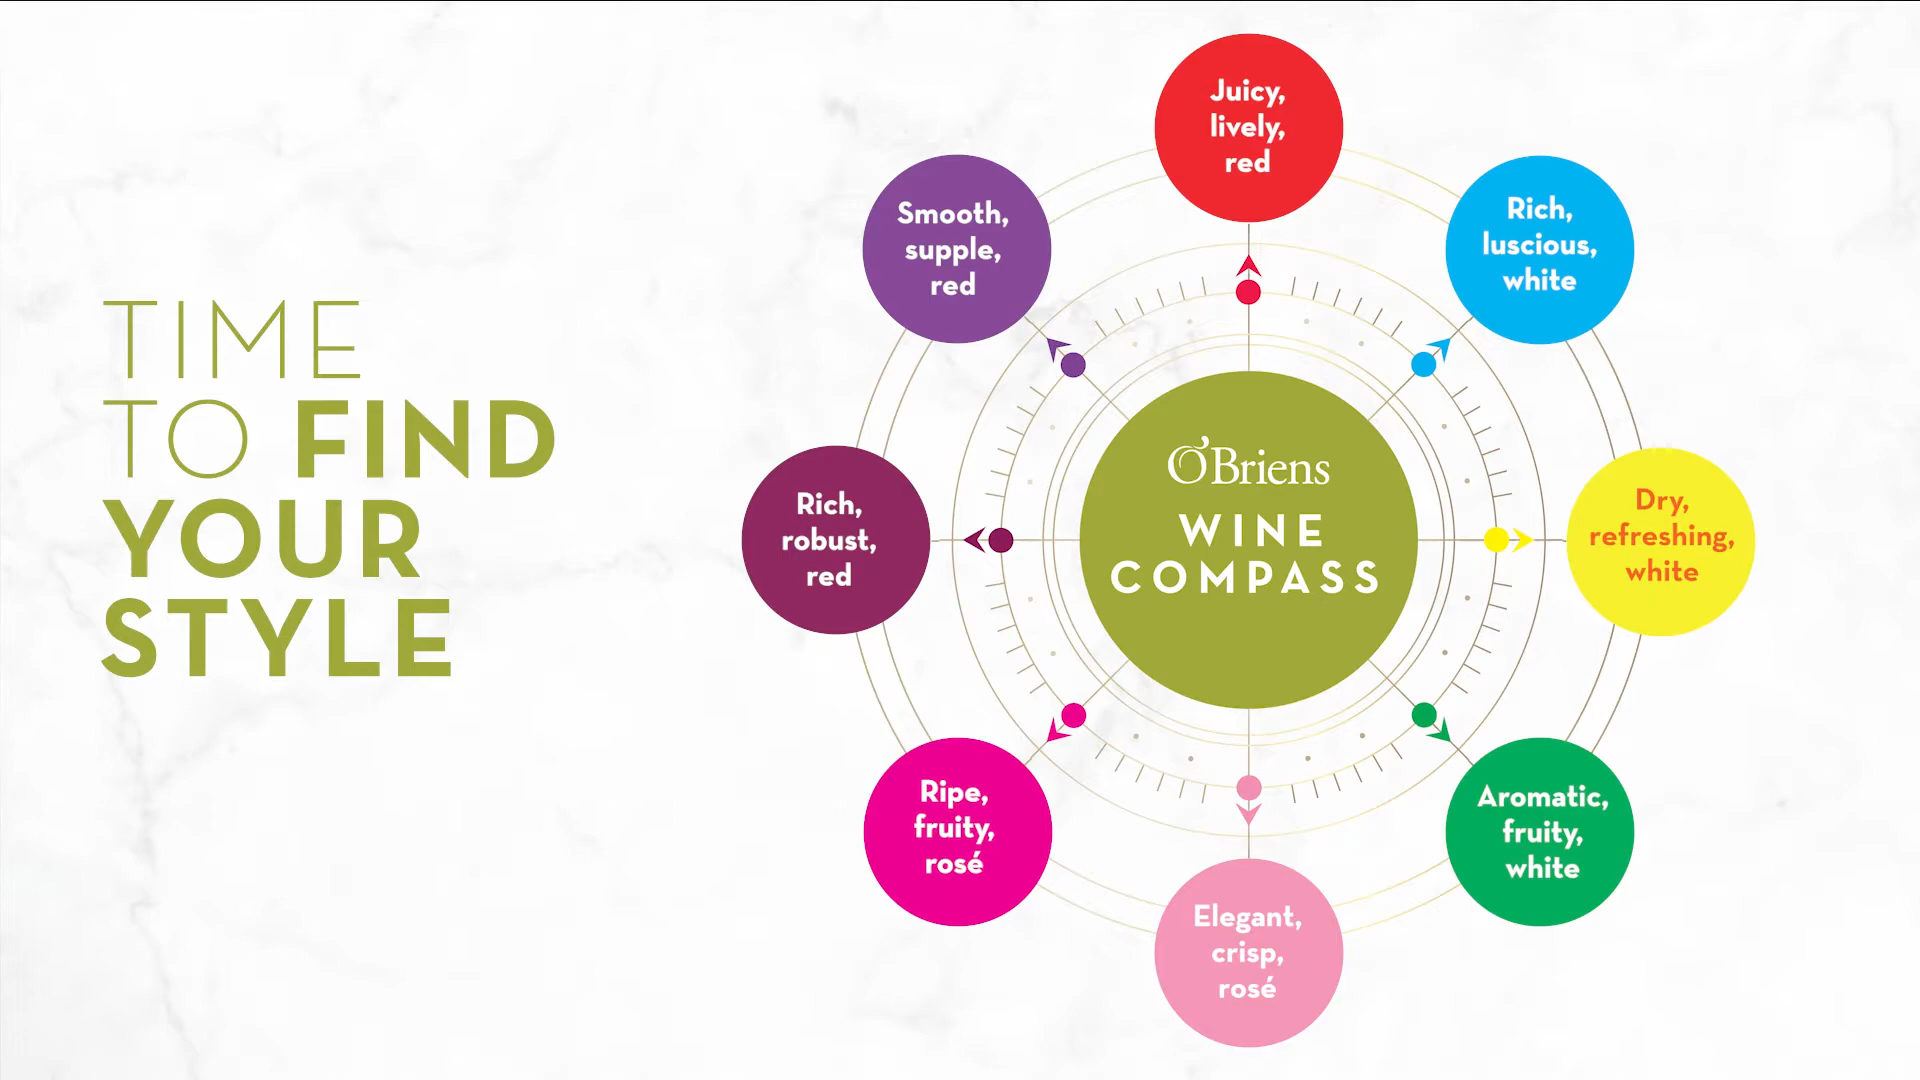 TIME
TO FIND
YOUR
STYLE
Juicy,
lively,
red
Rich,
luscious,
white
Dry,
refreshing,
white
Aromatic,
fruity,
white
Elegant,
crisp,
rosé
Ripe,
fruity,
rosé
Rich,
robust,
red
Smooth,
supple,
red
O'Briens
WINE
COMPASS